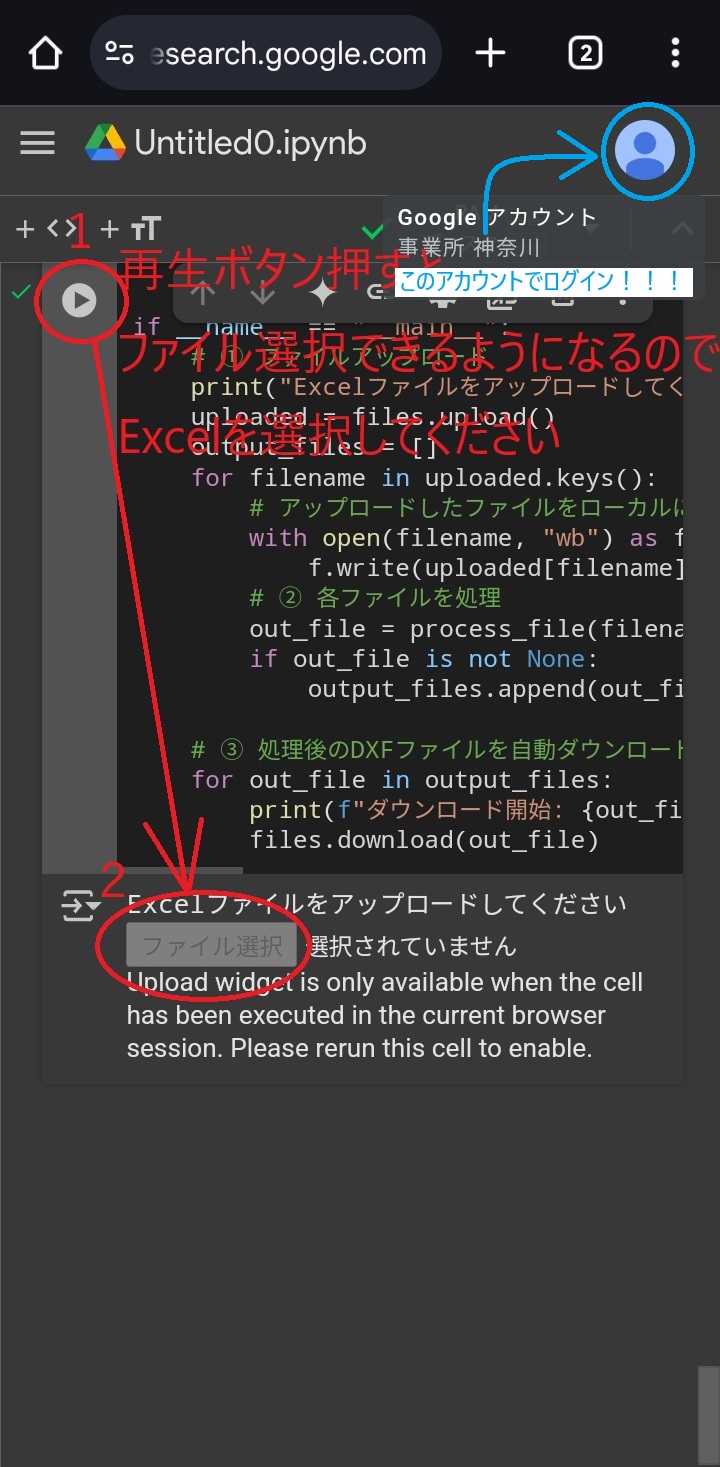 esearch.google.com
2
Untitled0.ipynb
Google アカウント
事業所 神奈川
このアカウントでログイン！！！
+ <> + TT
1
再生ボタン押すと
ファイル選択できるようになるので
Excelを選択してください
if __name__ == "__main__":
# ① ファイルアップロード
print("Excelファイルをアップロードしてく
uploaded = files.upload()
output_files = []
for filename in uploaded.keys():
# アップロードしたファイルをローカルに
with open(filename, "wb") as f
f.write(uploaded[filename]
# ② 各ファイルを処理
out_file = process_file(filena
if out_file is not None:
output_files.append(out_fi
# ③ 処理後のDXFファイルを自動ダウンロード
for out_file in output_files:
print(f"ダウンロード開始: {out_fi
files.download(out_file)
2
Excelファイルをアップロードしてください
ファイル選択 選択されていません
Upload widget is only available when the cell
has been executed in the current browser
session. Please rerun this cell to enable.